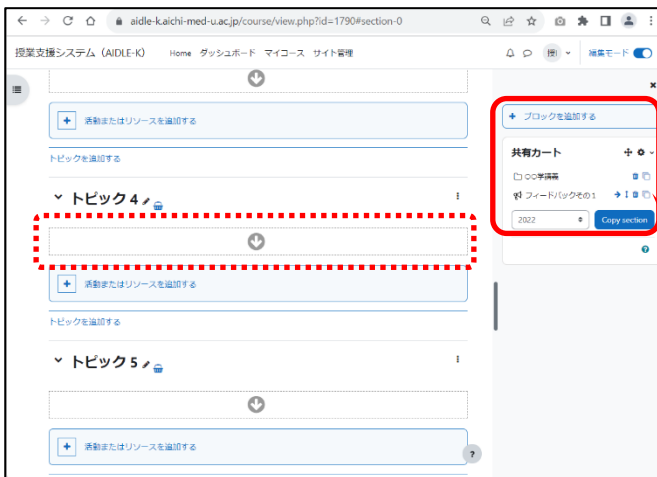 aidle-k.aichi-med-u.ac.jp/course/view.php?id=1790#section-0
授業支援システム（AIDLE-K） Home ダッシュボード マイコース サイト管理 編集モード
+ 活動またはリソースを追加する
トピックを追加する
トピック 4
+ 活動またはリソースを追加する
トピックを追加する
トピック 5
+ 活動またはリソースを追加する
?
+ ブロックを追加する
共有カート
〇〇学講義
フィードバックその1
2022 Copy section
?